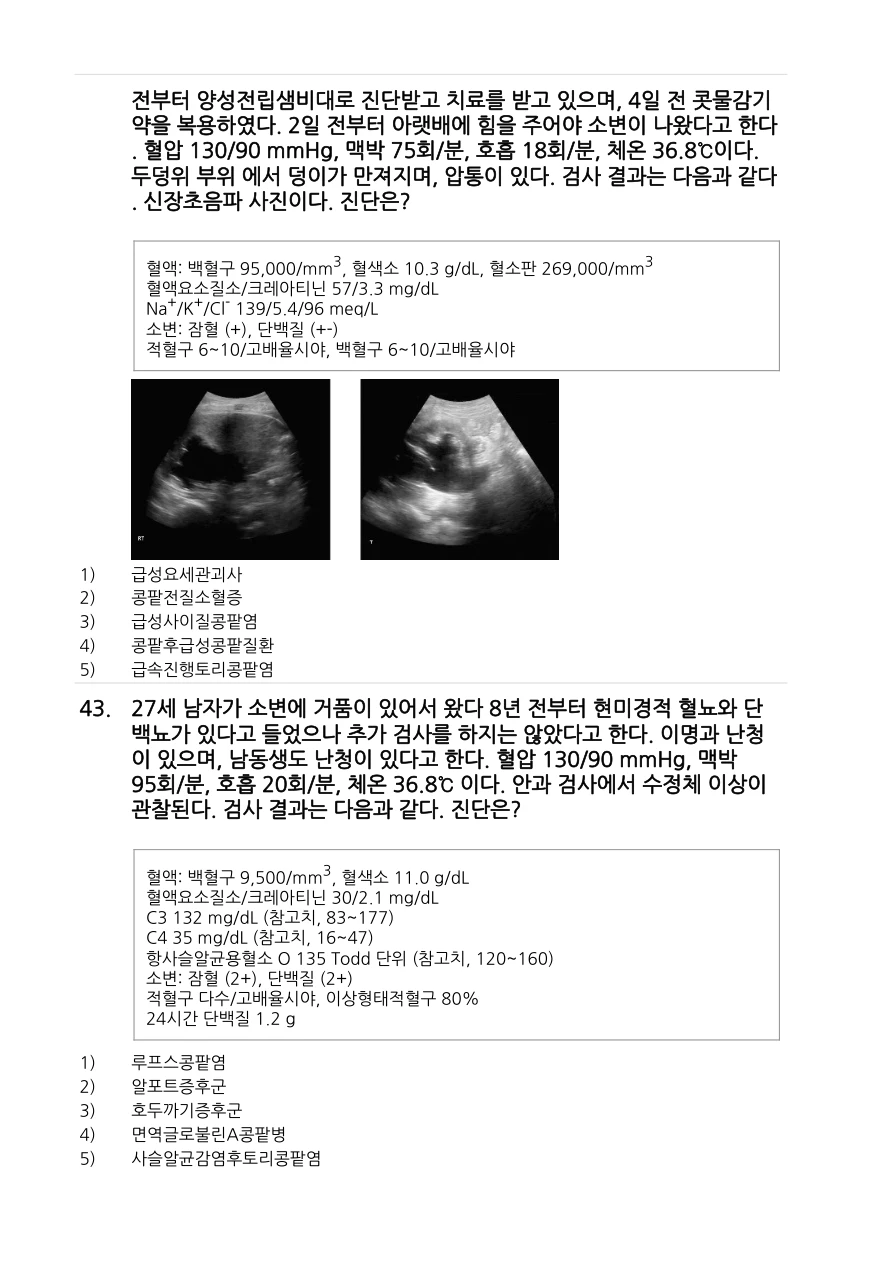 전부터 양성전립샘비대로 진단받고 치료를 받고 있으며, 4일 전 콧물감기
약을 복용하였다. 2일 전부터 아랫배에 힘을 주어야 소변이 나왔다고 한다
. 혈압 130/90 mmHg, 맥박 75회/분, 호흡 18회/분, 체온 36.8℃이다.
두덩위 부위 에서 덩이가 만져지며, 압통이 있다. 검사 결과는 다음과 같다
. 신장초음파 사진이다. 진단은?
혈액: 백혈구 95,000/mm³, 혈색소 10.3 g/dL, 혈소판 269,000/mm³
혈액요소질소/크레아티닌 57/3.3 mg/dL
Na⁺/K⁺/Cl⁻ 139/5.4/96 meq/L
소변: 잠혈 (+), 단백질 (+-)
적혈구 6~10/고배율시야, 백혈구 6~10/고배율시야
RT
T
1) 급성요세관괴사
2) 콩팥전질소혈증
3) 급성사이질콩팥염
4) 콩팥후급성콩팥질환
5) 급속진행토리콩팥염
43. 27세 남자가 소변에 거품이 있어서 왔다 8년 전부터 현미경적 혈뇨와 단
백뇨가 있다고 들었으나 추가 검사를 하지는 않았다고 한다. 이명과 난청
이 있으며, 남동생도 난청이 있다고 한다. 혈압 130/90 mmHg, 맥박
95회/분, 호흡 20회/분, 체온 36.8℃ 이다. 안과 검사에서 수정체 이상이
관찰된다. 검사 결과는 다음과 같다. 진단은?
혈액: 백혈구 9,500/mm³, 혈색소 11.0 g/dL
혈액요소질소/크레아티닌 30/2.1 mg/dL
C3 132 mg/dL (참고치, 83~177)
C4 35 mg/dL (참고치, 16~47)
항사슬알균용혈소 O 135 Todd 단위 (참고치, 120~160)
소변: 잠혈 (2+), 단백질 (2+)
적혈구 다수/고배율시야, 이상형태적혈구 80%
24시간 단백질 1.2 g
1) 루프스콩팥염
2) 알포트증후군
3) 호두까기증후군
4) 면역글로불린A콩팥병
5) 사슬알균감염후토리콩팥염